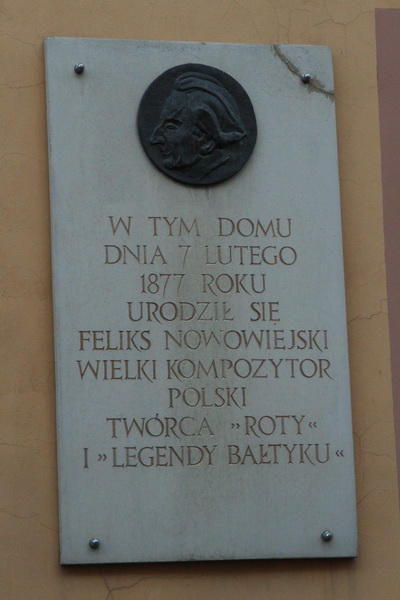 W TYM DOMU
DNIA 7 LUTEGO
1877 ROKU
URODZIŁ SIĘ
FELIKS NOWOWIEJSKI
WIELKI KOMPOZYTOR
POLSKI
TWÓRCA »ROTY«
I »LEGENDY BAŁTYKU«